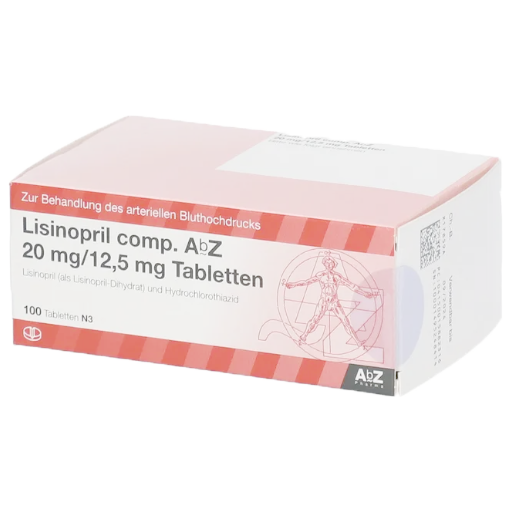 Zur Behandlung des arteriellen Bluthochdrucks
Lisinopril comp. AbZ
20 mg/12,5 mg Tabletten
Lisinopril (als Lisinopril-Dihydrat) und Hydrochlorothiazid
100 Tabletten N3
AbZ
PHARMA